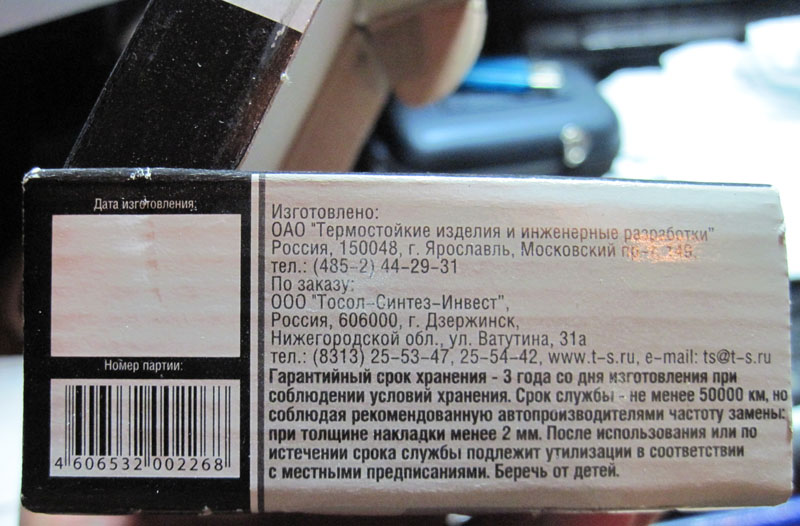 Дата изготовления:
Номер партии:
4 606532 002268
Изготовлено:
ОАО "Термостойкие изделия и инженерные разработки"
Россия, 150048, г. Ярославль, Московский пр-т, 149,
тел.: (485-2) 44-29-31
По заказу:
ООО "Тосол-Синтез-Инвест",
Россия, 606000, г. Дзержинск,
Нижегородской обл., ул. Ватутина, 31а
тел.: (8313) 25-53-47, 25-54-42, www.t-s.ru, e-mail: ts@t-s.ru
Гарантийный срок хранения - 3 года со дня изготовления при
соблюдении условий хранения. Срок службы - не менее 50000 км, но
соблюдая рекомендованную автопроизводителями частоту замены:
при толщине накладки менее 2 мм. После использования или по
истечении срока службы подлежит утилизации в соответствии
с местными предписаниями. Беречь от детей.